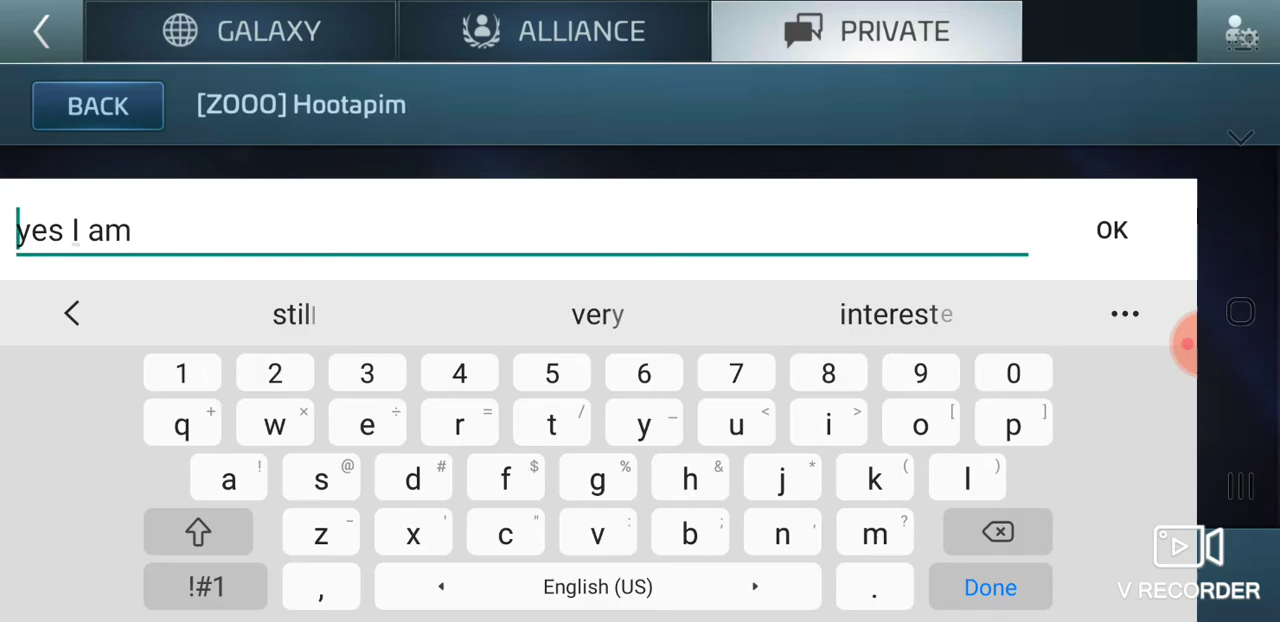 GALAXY
ALLIANCE
PRIVATE
BACK
[ZOOO] Hootapim
yes I am
OK
still
very
intereste
1 2 3 4 5 6 7 8 9 0
q + w × e ÷ r = t / y _ u < i > o [ p ]
a ! s @ d # f $ g % h & j * k ( l )
z - x ' c " v : b ; n , m ?
!#1 , English (US) . Done
V RECORDER